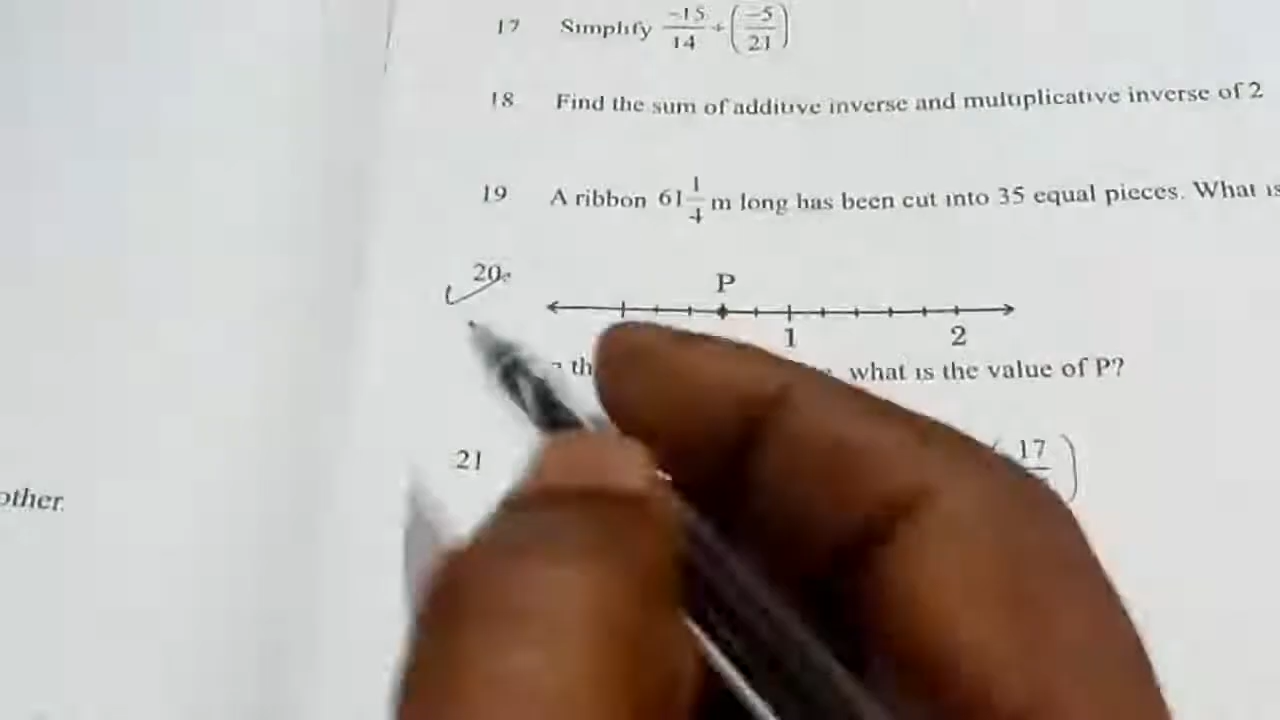 17 Simplify -15/14 ÷ (-5/21)
18 Find the sum of additive inverse and multiplicative inverse of 2
19 A ribbon 61 1/4 m long has been cut into 35 equal pieces. What is
20.
P
1 2
what is the value of P?
21 17
other.